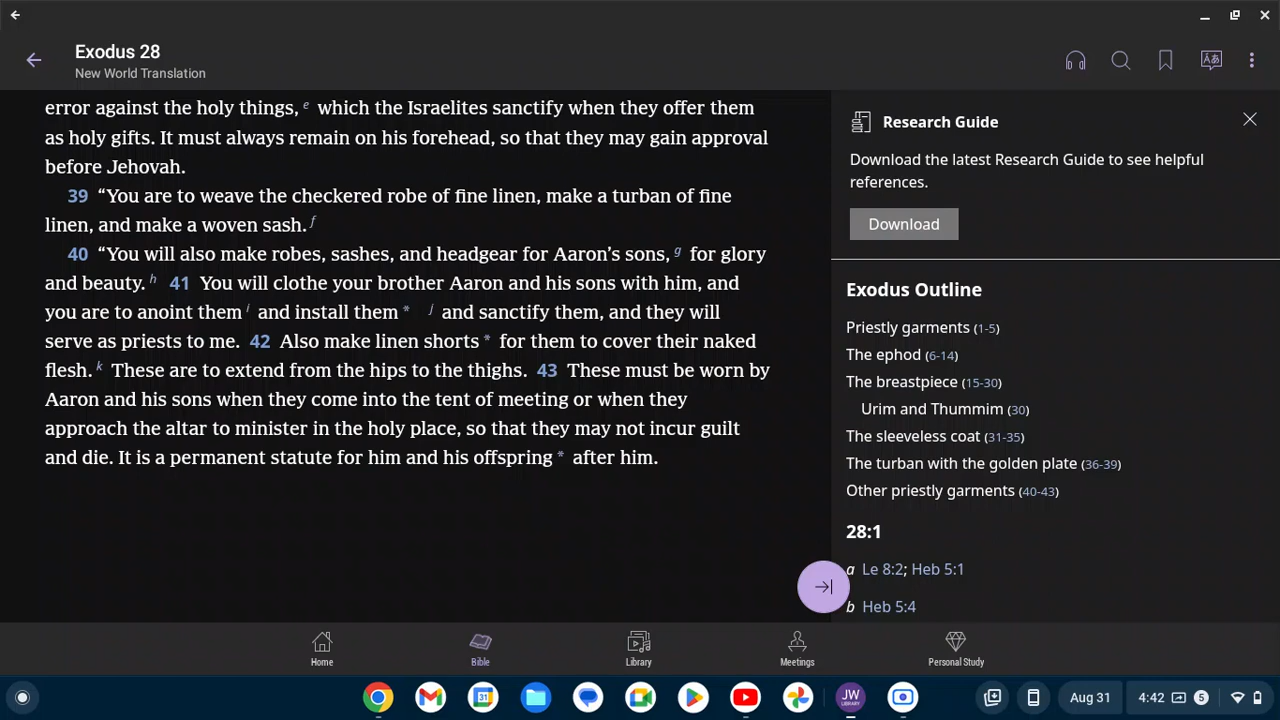 Exodus 28
New World Translation
error against the holy things, e which the Israelites sanctify when they offer them
as holy gifts. It must always remain on his forehead, so that they may gain approval
before Jehovah.
39 “You are to weave the checkered robe of fine linen, make a turban of fine
linen, and make a woven sash. f
40 “You will also make robes, sashes, and headgear for Aaron’s sons, g for glory
and beauty. h 41 You will clothe your brother Aaron and his sons with him, and
you are to anoint them i and install them * j and sanctify them, and they will
serve as priests to me. 42 Also make linen shorts * for them to cover their naked
flesh. k These are to extend from the hips to the thighs. 43 These must be worn by
Aaron and his sons when they come into the tent of meeting or when they
approach the altar to minister in the holy place, so that they may not incur guilt
and die. It is a permanent statute for him and his offspring * after him.
Research Guide
Download the latest Research Guide to see helpful
references.
Download
Exodus Outline
Priestly garments (1-5)
The ephod (6-14)
The breastpiece (15-30)
Urim and Thummim (30)
The sleeveless coat (31-35)
The turban with the golden plate (36-39)
Other priestly garments (40-43)
28:1
a Le 8:2; Heb 5:1
b Heb 5:4
Home
Bible
Library
Meetings
Personal Study
31
JW
LIBRARY
Aug 31
4:42
5